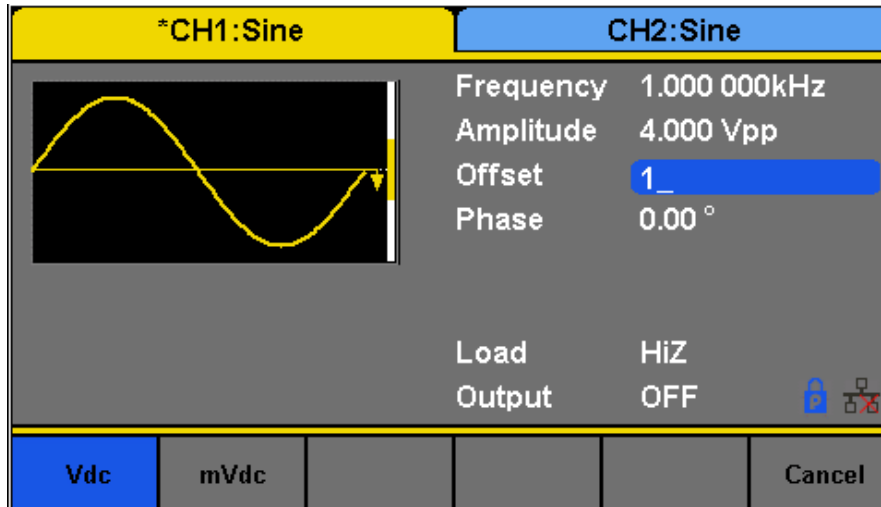 *CH1:Sine CH2:Sine
Frequency 1.000 000kHz
Amplitude 4.000 Vpp
Offset 1_
Phase 0.00 °
Load HiZ
Output OFF P
Vdc mVdc Cancel